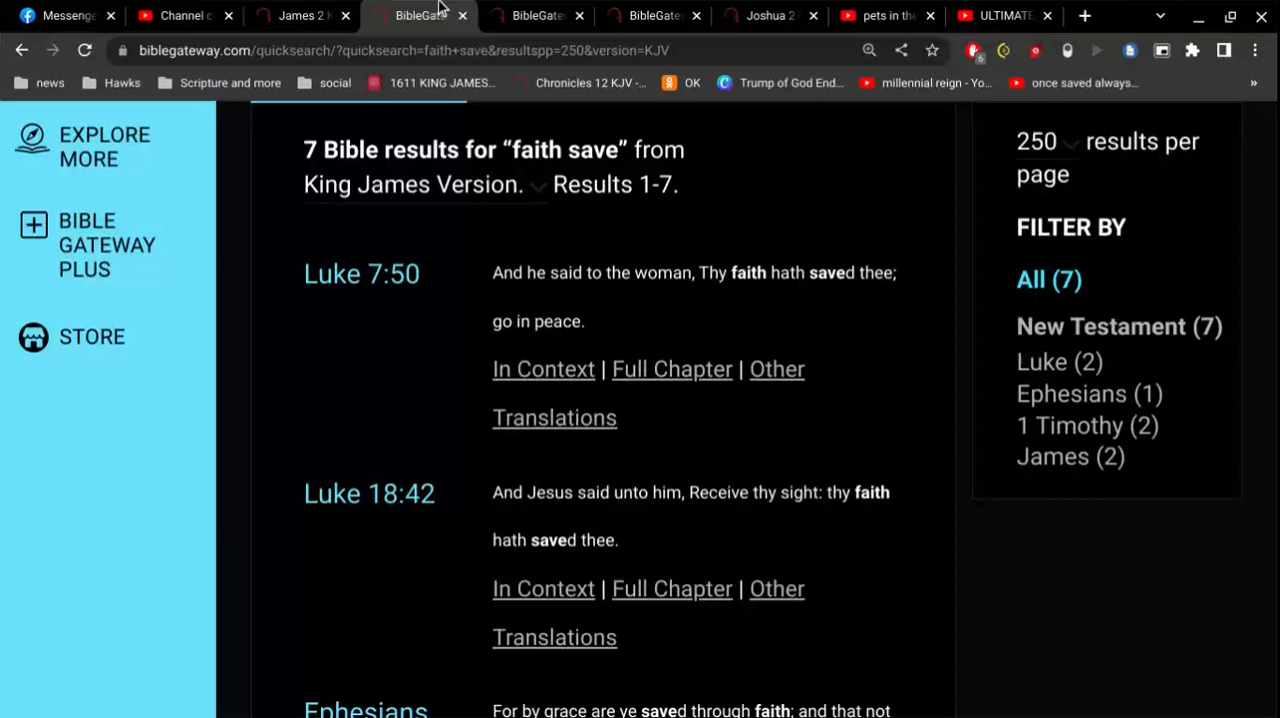 Messenge
Channel c
James 2 K
BibleGate
BibleGate
BibleGate
Joshua 2
pets in the
ULTIMATE
biblegateway.com/quicksearch/?quicksearch=faith+save&resultspp=250&version=KJV
6
news
Hawks
Scripture and more
social
1611 KING JAMES...
Chronicles 12 KJV -...
OK
Trump of God End...
millennial reign - Yo...
once saved always...
»
EXPLORE
MORE
BIBLE
GATEWAY
PLUS
STORE
7 Bible results for “faith save” from
King James Version. Results 1-7.
Luke 7:50
And he said to the woman, Thy faith hath saved thee;
go in peace.
In Context | Full Chapter | Other
Translations
Luke 18:42
And Jesus said unto him, Receive thy sight: thy faith
hath saved thee.
In Context | Full Chapter | Other
Translations
Ephesians
For by grace are ye saved through faith; and that not
250 results per
page
FILTER BY
All (7)
New Testament (7)
Luke (2)
Ephesians (1)
1 Timothy (2)
James (2)